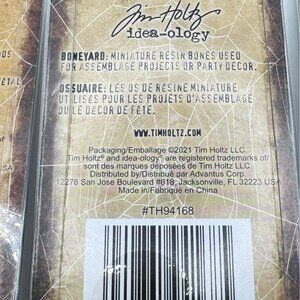 Tim Holtz
idea-ology
BONEYARD: MINIATURE RESIN BONES USED
FOR ASSEMBLAGE PROJECTS OR PARTY DECOR.
OSSUAIRE: LES OS DE RÉSINE MINIATURE
UTILISÉS POUR LES PROJETS D'ASSEMBLAGE
OU LE DÉCOR DE FÊTE.
WWW.TIMHOLTZ.COM
Packaging/Emballage ©2021 Tim Holtz LLC.
Tim Holtz® and idea-ology® are registered trademarks of/
sont des marques déposées de Tim Holtz LLC.
Distributed by/Distribué par Advantus Corp.
12276 San Jose Boulevard #618, Jacksonville, FL 32223 USA
Made in/Fabriqué en China
#TH94168